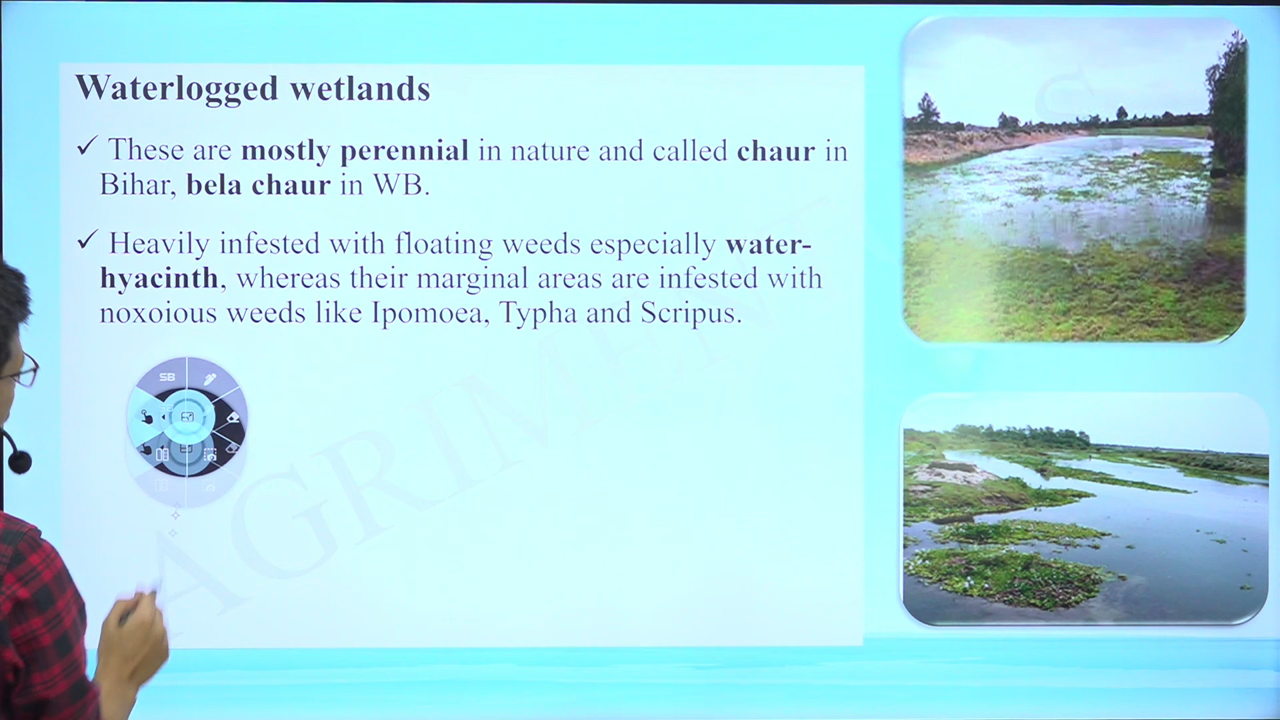 Waterlogged wetlands
✓ These are mostly perennial in nature and called chaur in
Bihar, bela chaur in WB.
✓ Heavily infested with floating weeds especially water-
hyacinth, whereas their marginal areas are infested with
noxoious weeds like Ipomoea, Typha and Scripus.
SB